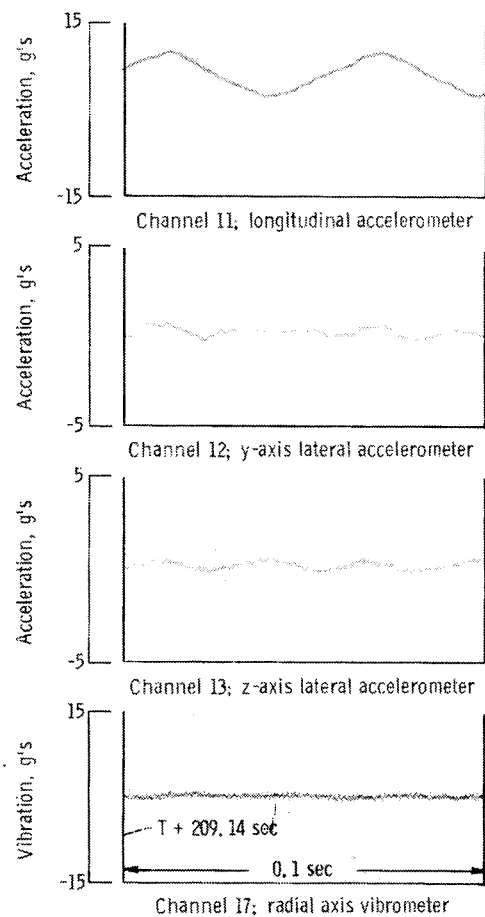 15
Acceleration, g's
-15
Channel 11; longitudinal accelerometer
5
Acceleration, g's
-5
Channel 12; y-axis lateral accelerometer
5
Acceleration, g's
-5
Channel 13; z-axis lateral accelerometer
15
Vibration, g's
T + 209.14 sec
0.1 sec
-15
Channel 17; radial axis vibrometer